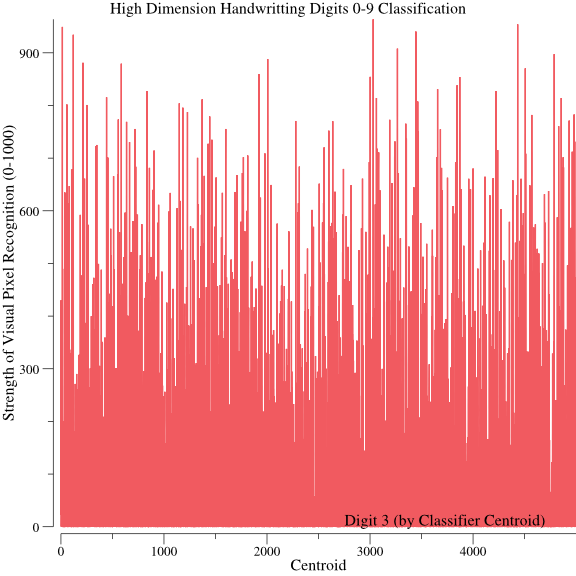 High Dimension Handwritting Digits 0-9 Classification
Strength of Visual Pixel Recognition (0-1000)
900
600
300
0
Digit 3 (by Classifier Centroid)
0 1000 2000 3000 4000
Centroid